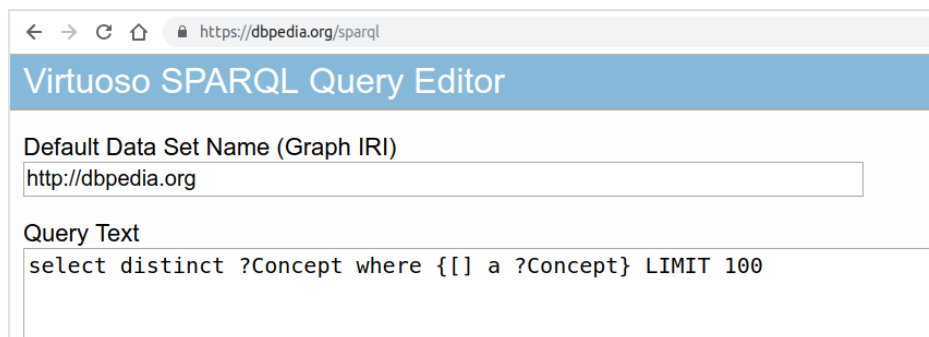 https://dbpedia.org/sparql
Virtuoso SPARQL Query Editor
Default Data Set Name (Graph IRI)
http://dbpedia.org
Query Text
select distinct ?Concept where {[] a ?Concept} LIMIT 100